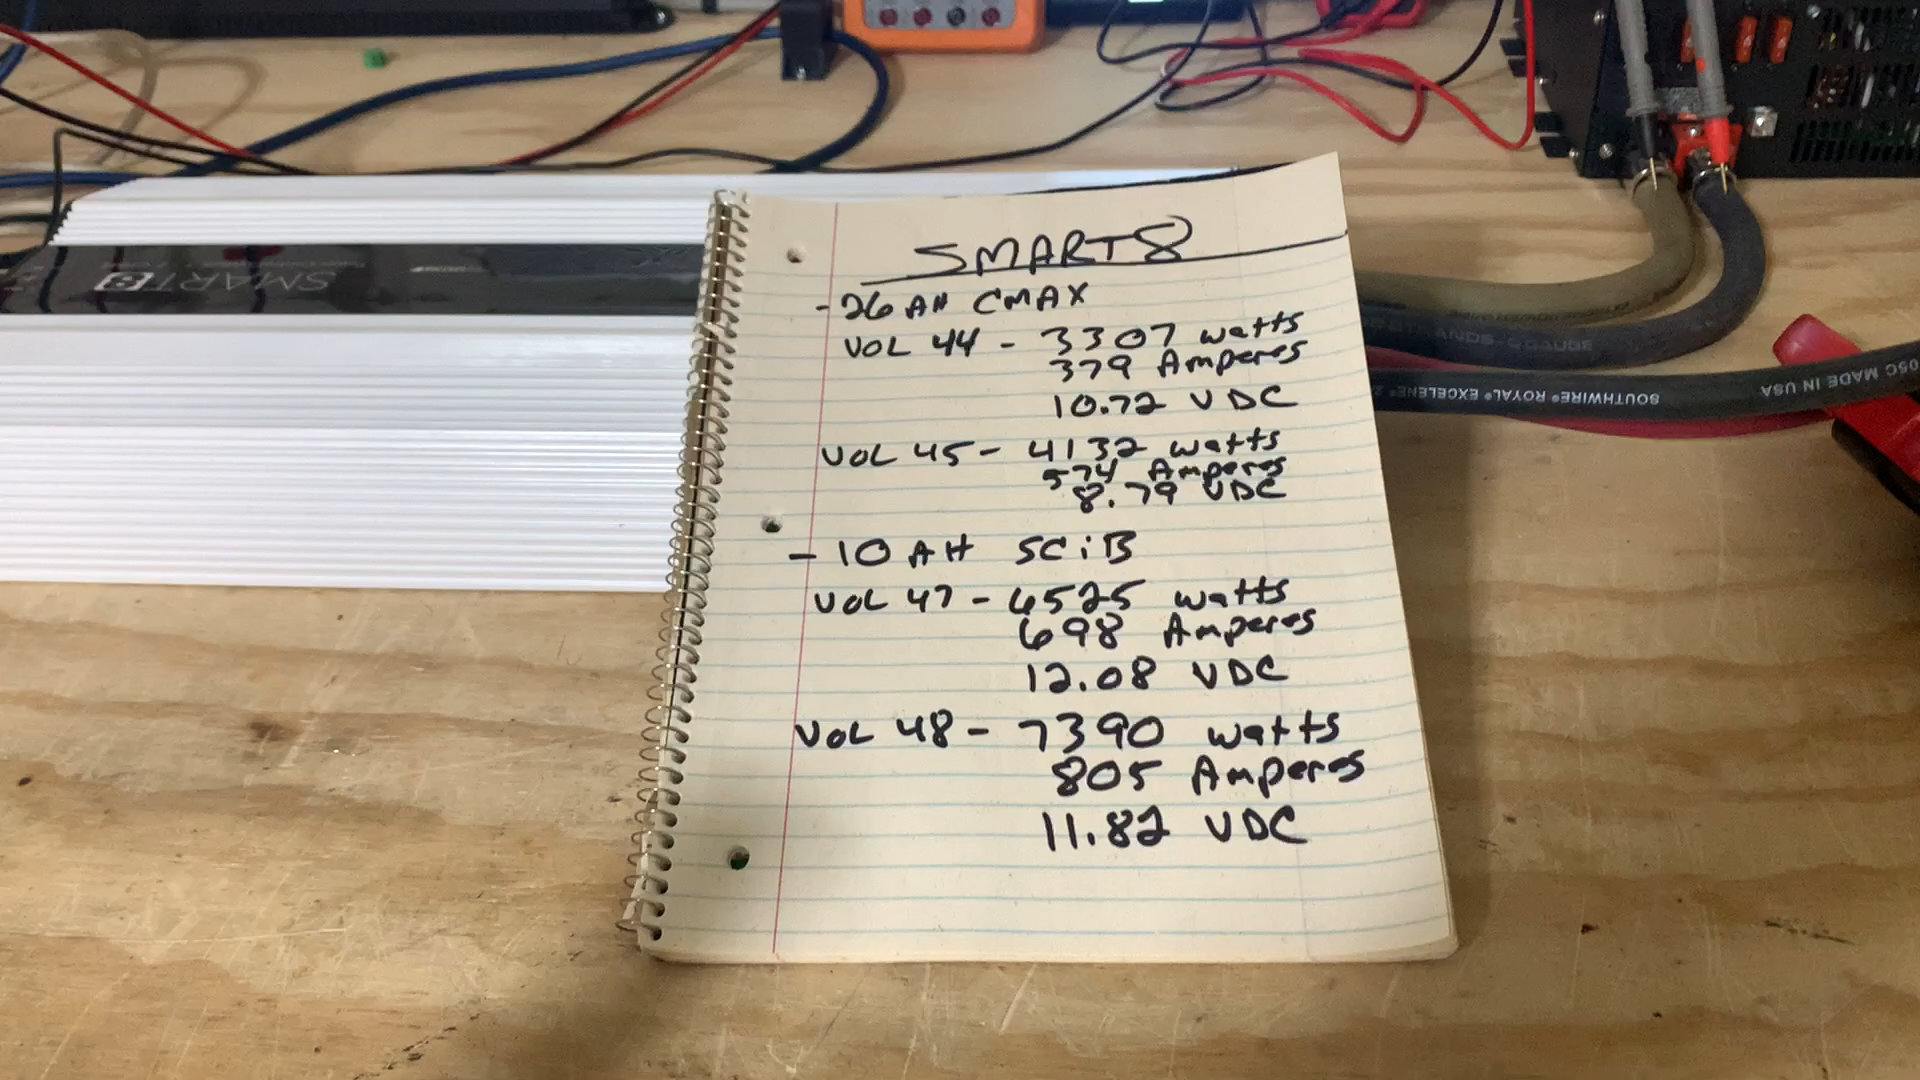 SMART8
- 26 AH CMAX
VOL 44 - 3307 watts
379 Amperes
10.72 VDC
VOL 45 - 4132 watts
574 Amperes
8.79 VDC
- 10 AH SCiB
VOL 47 - 6525 watts
698 Amperes
12.08 VDC
VOL 48 - 7390 watts
805 Amperes
11.82 VDC
SMART8
SOUTHWIRE® ROYAL® EXCELENE®
05C MADE IN USA